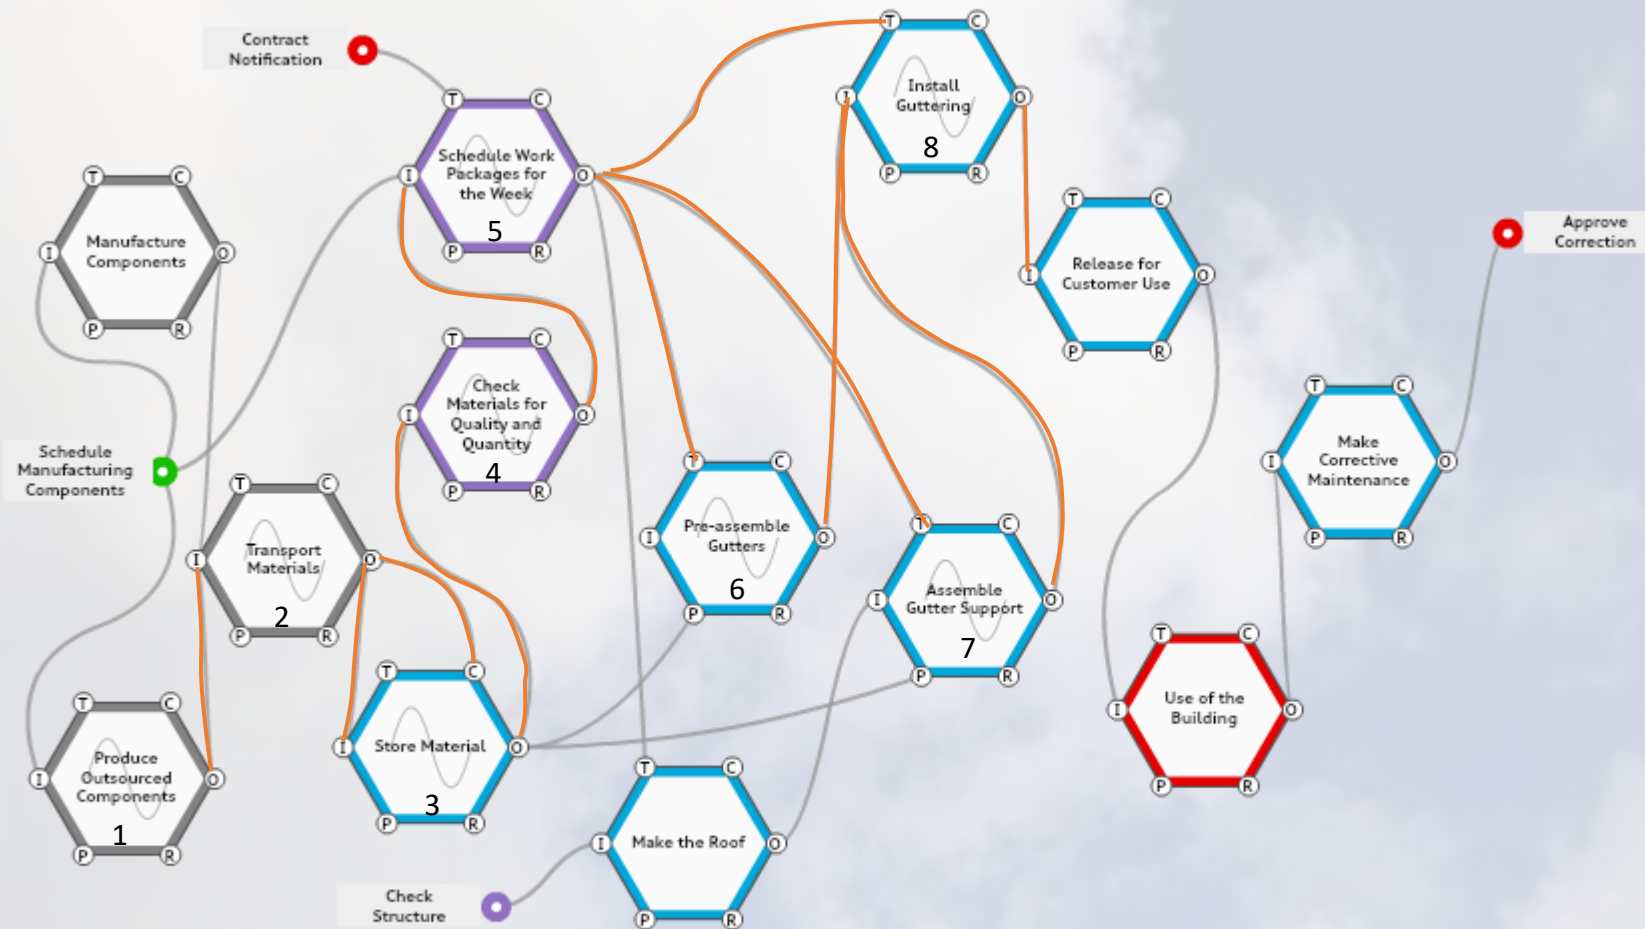 Contract
Notification
T
C
Schedule Work
Packages for
the Week
I
O
5
P
R
T
C
Install
Guttering
I
O
8
P
R
T
C
Manufacture
Components
I
O
P
R
T
C
Release for
Customer Use
I
O
P
R
Approve
Correction
T
C
Check
Materials for
Quality and
Quantity
I
O
4
P
R
Schedule
Manufacturing
Components
T
C
Make
Corrective
Maintenance
I
O
P
R
T
C
Transport
Materials
I
O
2
P
R
T
C
Pre-assemble
Gutters
I
O
6
P
R
T
C
Assemble
Gutter Support
I
O
7
P
R
T
C
Use of the
Building
I
O
P
R
T
C
Produce
Outsourced
Components
I
O
1
P
R
T
C
Store Material
I
O
3
P
R
T
C
Make the Roof
I
O
P
R
Check
Structure